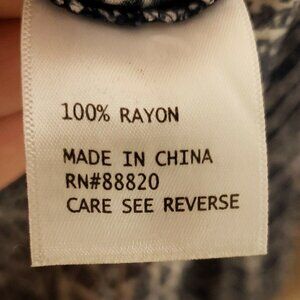 100% RAYON
MADE IN CHINA
RN#88820
CARE SEE REVERSE